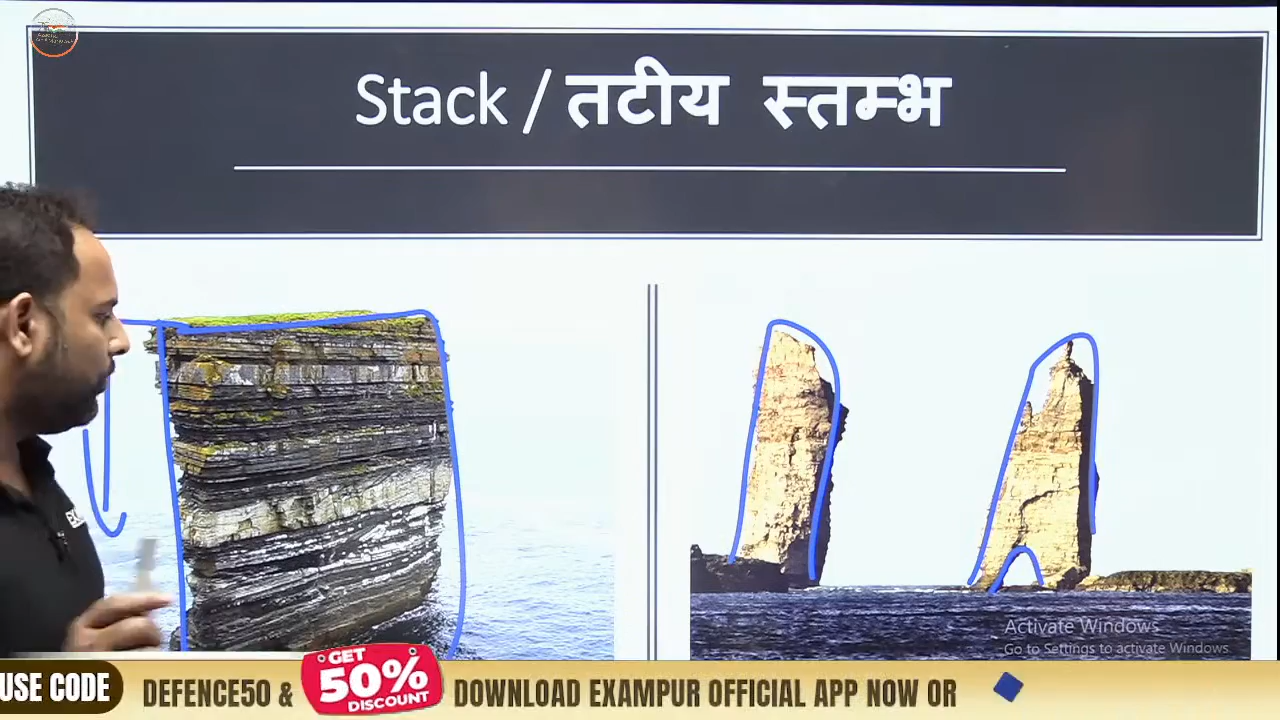 Stack / तटीय स्तम्भ
Activate Windows
Go to Settings to activate Windows.
USE CODE
DEFENCE50 &
GET
50%
DISCOUNT
DOWNLOAD EXAMPUR OFFICIAL APP NOW OR